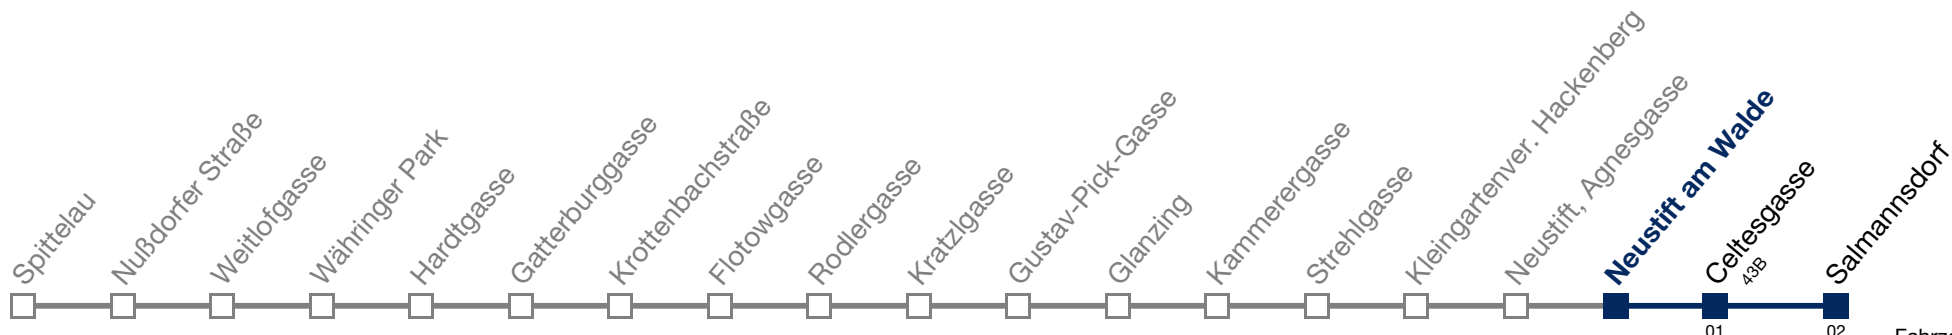 Spittelau
Nußdorfer Straße
Weitlofgasse
Währinger Park
Hardtgasse
Gatterburggasse
Krottenbachstraße
Flotowgasse
Rodlergasse
Kratzlgasse
Gustav-Pick-Gasse
Glanzing
Kammerergasse
Strehlgasse
Kleingartenver. Hackenberg
Neustift, Agnesgasse
Neustift am Walde
Celtesgasse
43B
Salmannsdorf
01
02